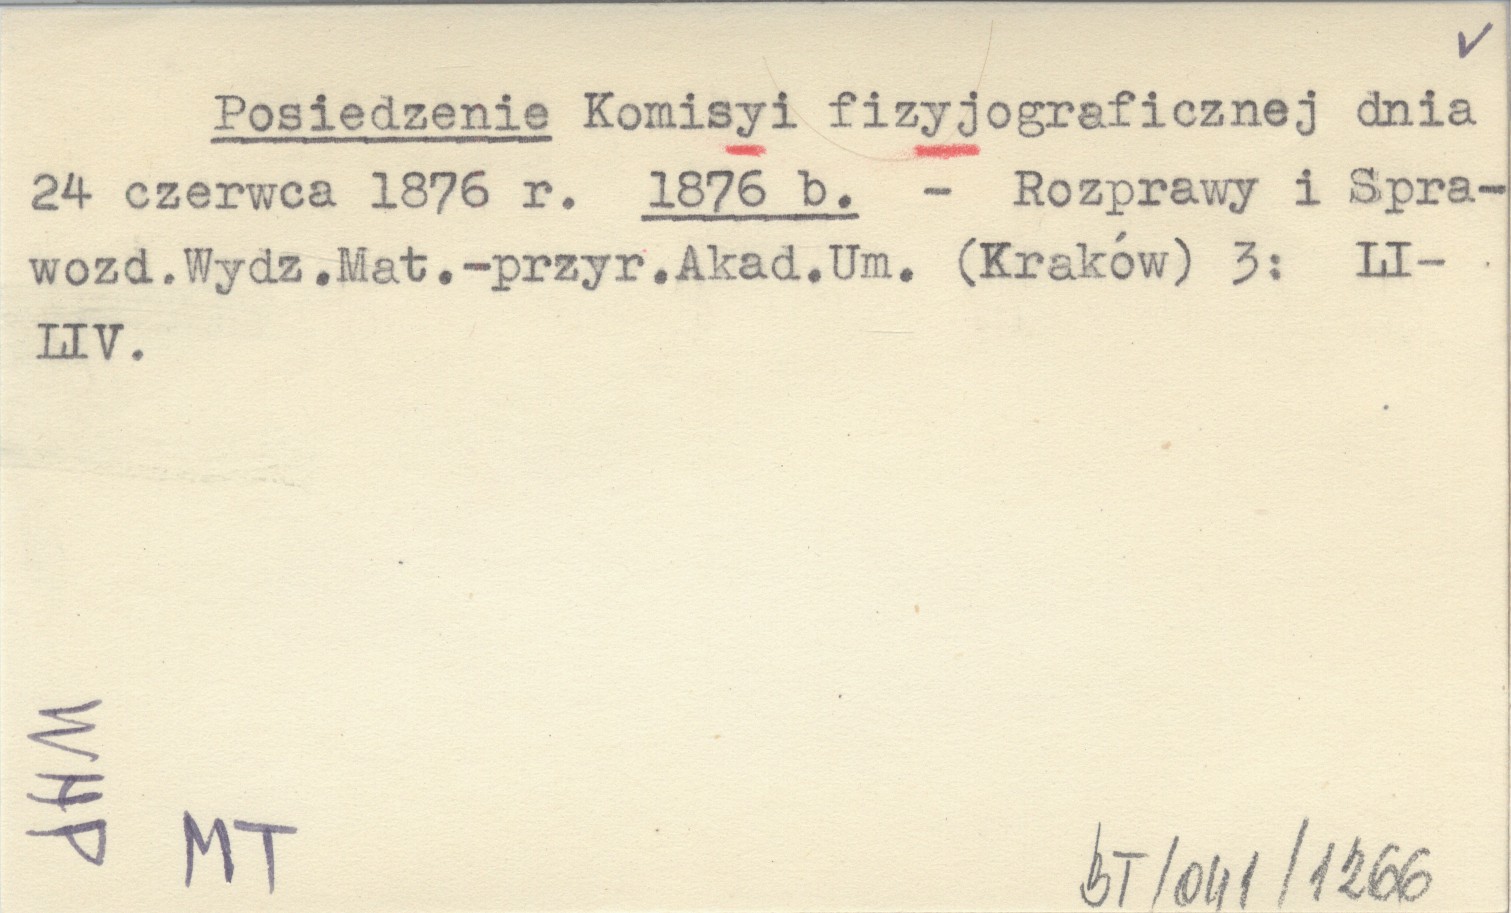 ✓
Posiedzenie Komisyi fizyjograficznej dnia
24 czerwca 1876 r. 1876 b. - Rozprawy i Spra-
wozd.Wydz.Mat.-przyr.Akad.Um. (Kraków) 3: LI-
LIV.
WHP
MT
BT/041/1266